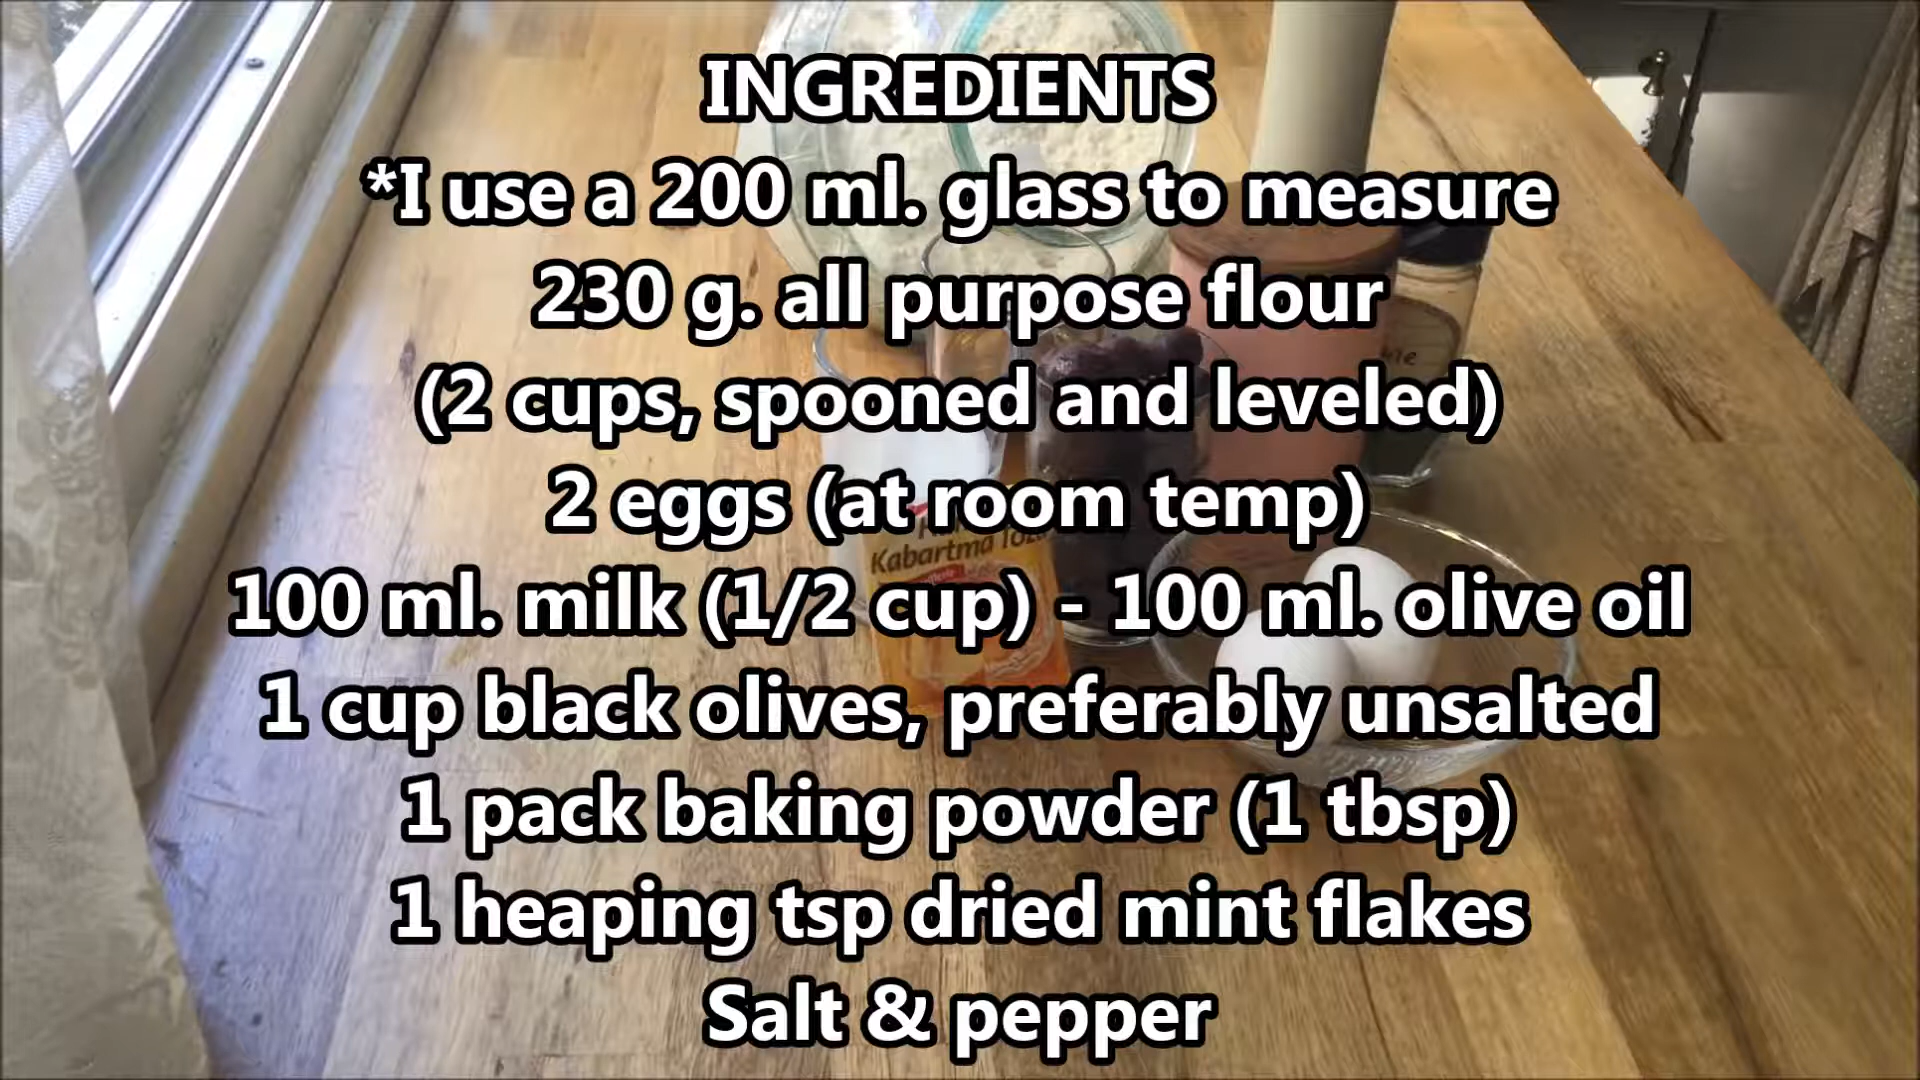 INGREDIENTS
*I use a 200 ml. glass to measure
230 g. all purpose flour
(2 cups, spooned and leveled)
2 eggs (at room temp)
Kabartma
100 ml. milk (1/2 cup) - 100 ml. olive oil
1 cup black olives, preferably unsalted
1 pack baking powder (1 tbsp)
1 heaping tsp dried mint flakes
Salt & pepper